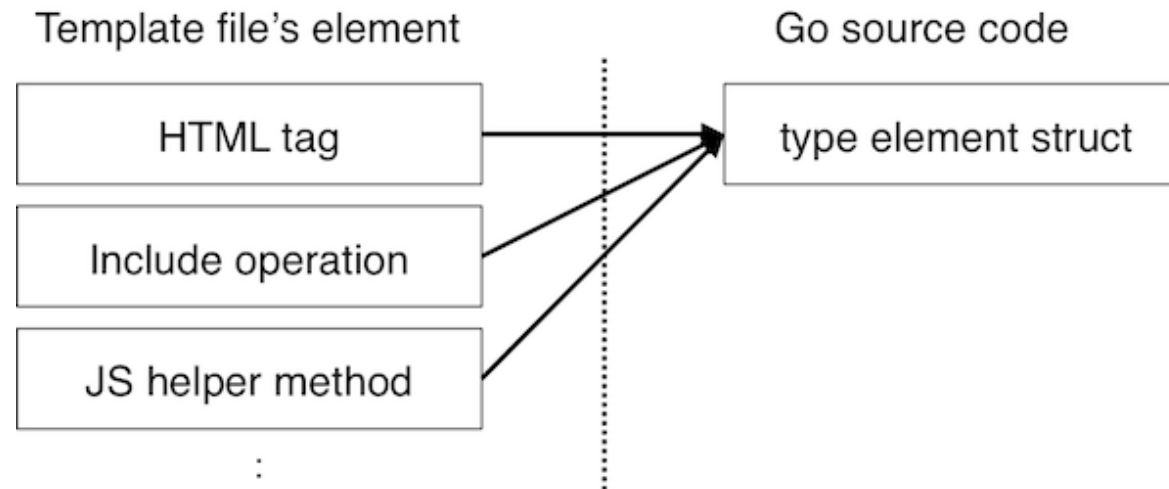 Template file's element
Go source code
HTML tag
type element struct
Include operation
JS helper method
: